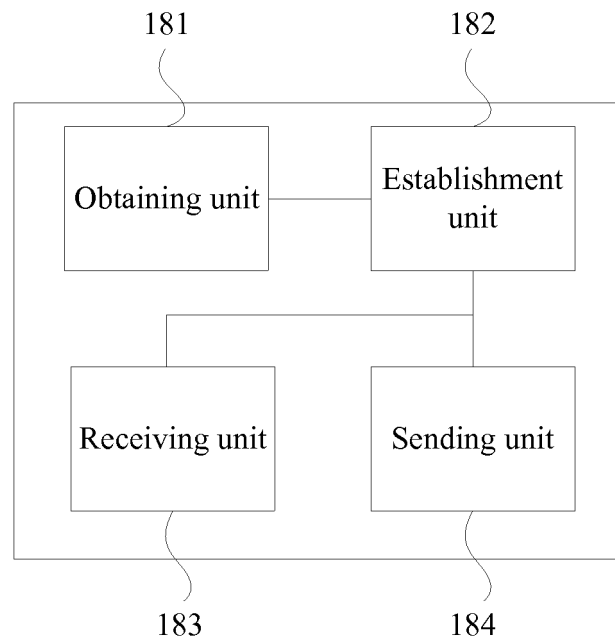 181
182
Obtaining unit
Establishment
unit
Receiving unit
Sending unit
183
184